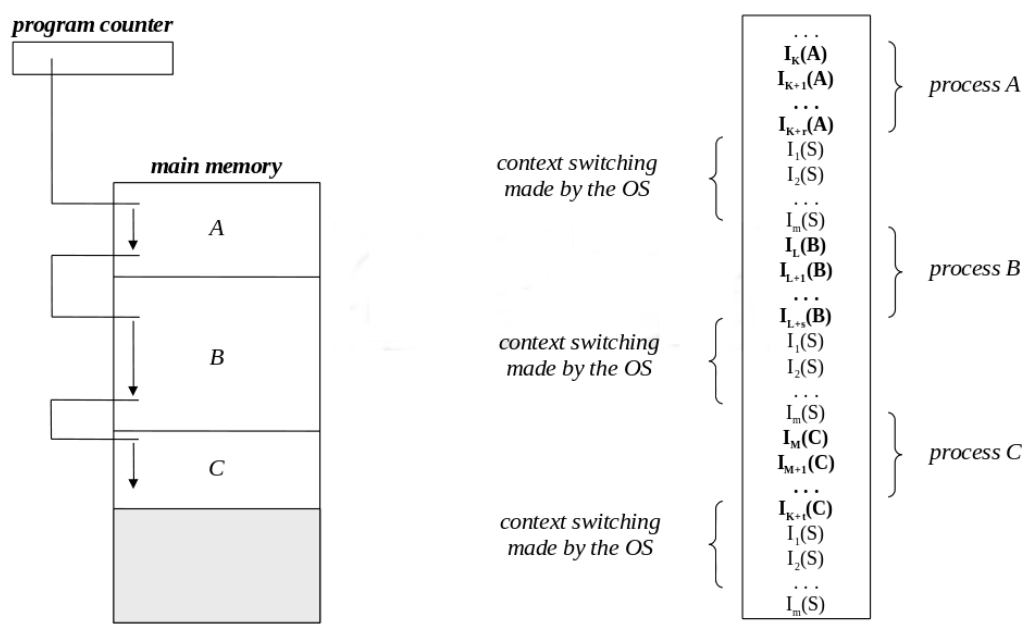 program counter
main memory
A
B
C
context switching
made by the OS
context switching
made by the OS
context switching
made by the OS
. . .
I_K(A)
I_K+1(A)
. . .
I_K+r(A)
I_1(S)
I_2(S)
. . .
I_m(S)
I_L(B)
I_L+1(B)
. . .
I_L+s(B)
I_1(S)
I_2(S)
. . .
I_m(S)
I_M(C)
I_M+1(C)
. . .
I_K+t(C)
I_1(S)
I_2(S)
. . .
I_m(S)
process A
process B
process C